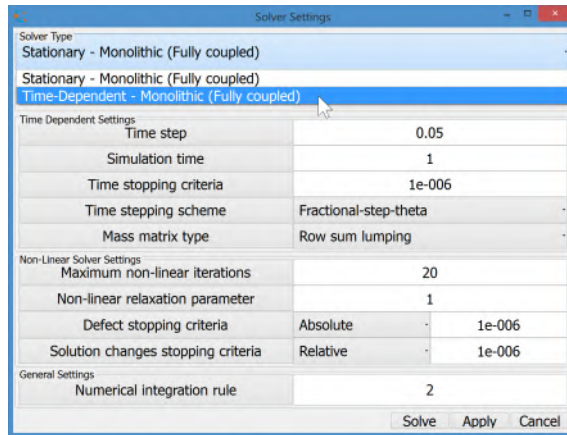 Solver Settings
Solver Type
Stationary - Monolithic (Fully coupled)
Stationary - Monolithic (Fully coupled)
Time-Dependent - Monolithic (Fully coupled)
Time Dependent Settings
Time step 0.05
Simulation time 1
Time stopping criteria 1e-006
Time stepping scheme Fractional-step-theta
Mass matrix type Row sum lumping
Non-Linear Solver Settings
Maximum non-linear iterations 20
Non-linear relaxation parameter 1
Defect stopping criteria Absolute 1e-006
Solution changes stopping criteria Relative 1e-006
General Settings
Numerical integration rule 2
Solve Apply Cancel